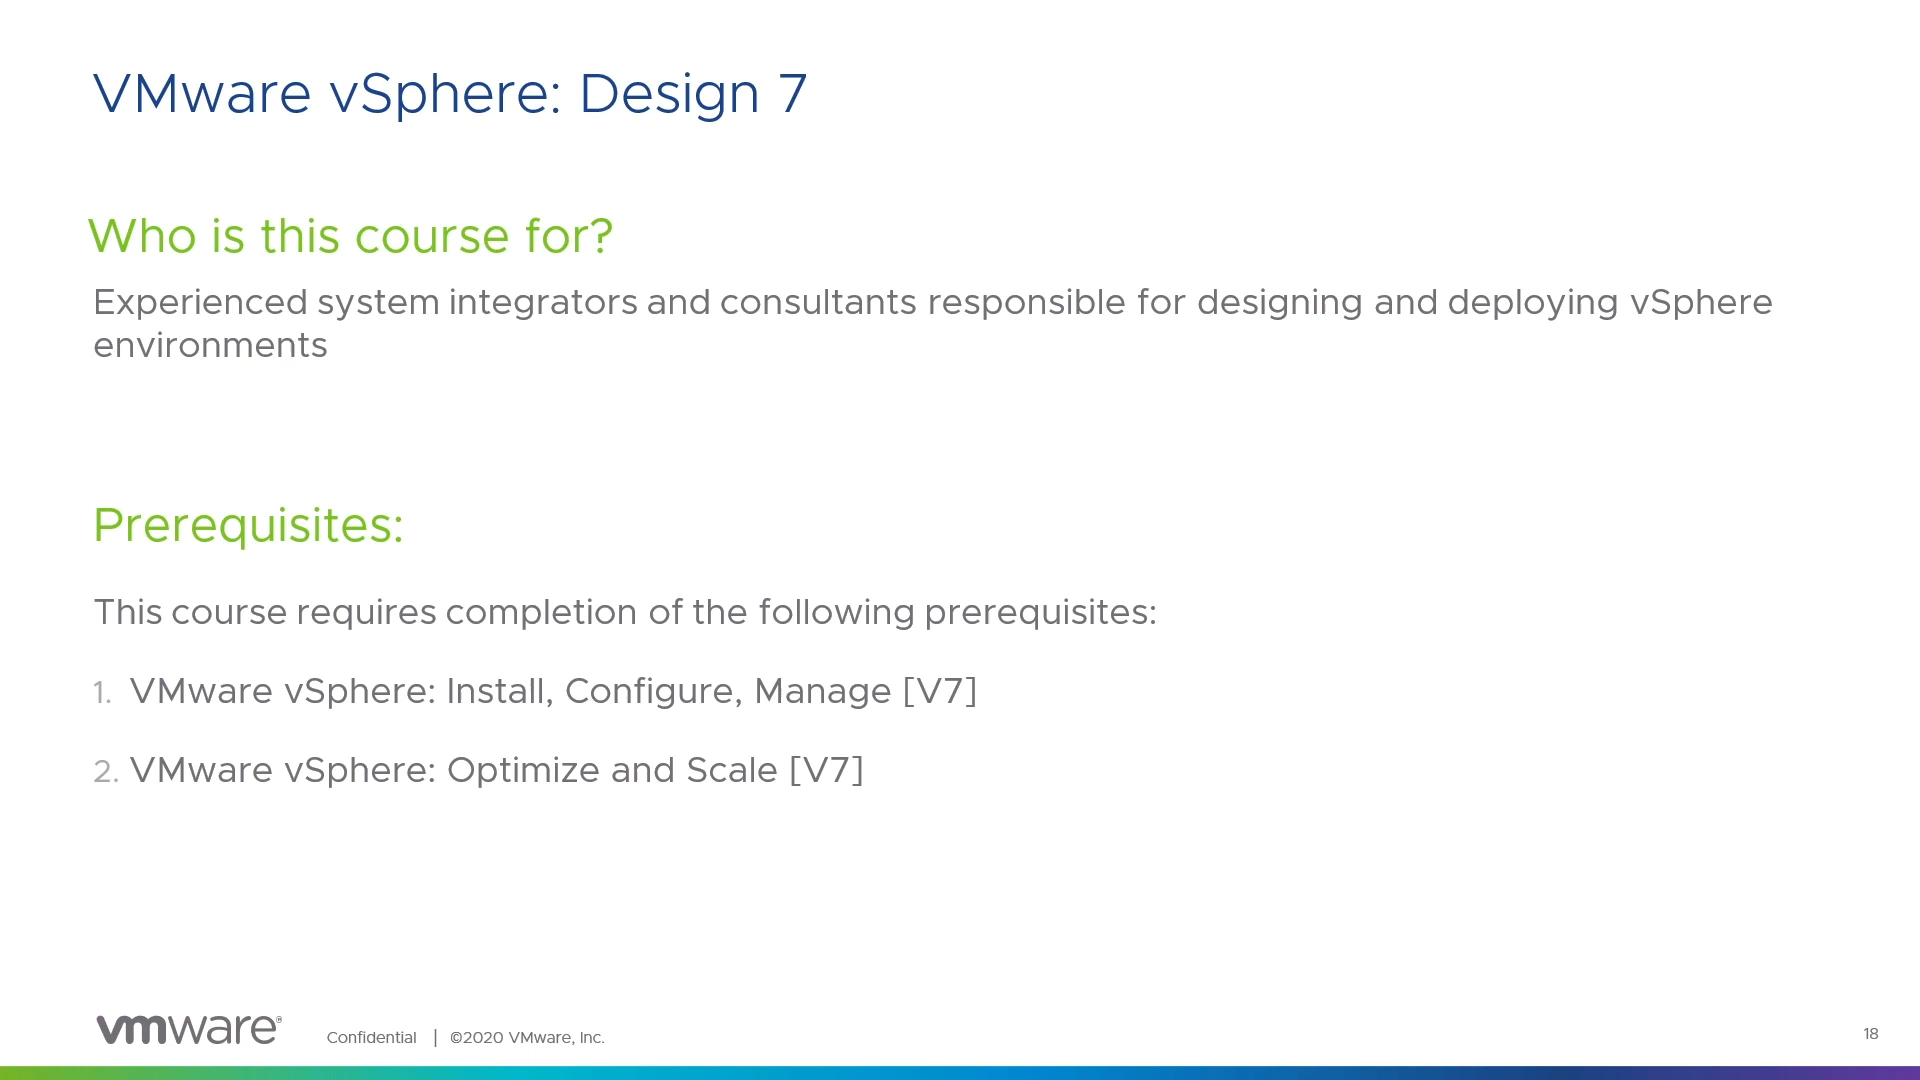 VMware vSphere: Design 7
Who is this course for?
Experienced system integrators and consultants responsible for designing and deploying vSphere
environments
Prerequisites:
This course requires completion of the following prerequisites:
1. VMware vSphere: Install, Configure, Manage [V7]
2. VMware vSphere: Optimize and Scale [V7]
vmware® Confidential | ©2020 VMware, Inc. 18